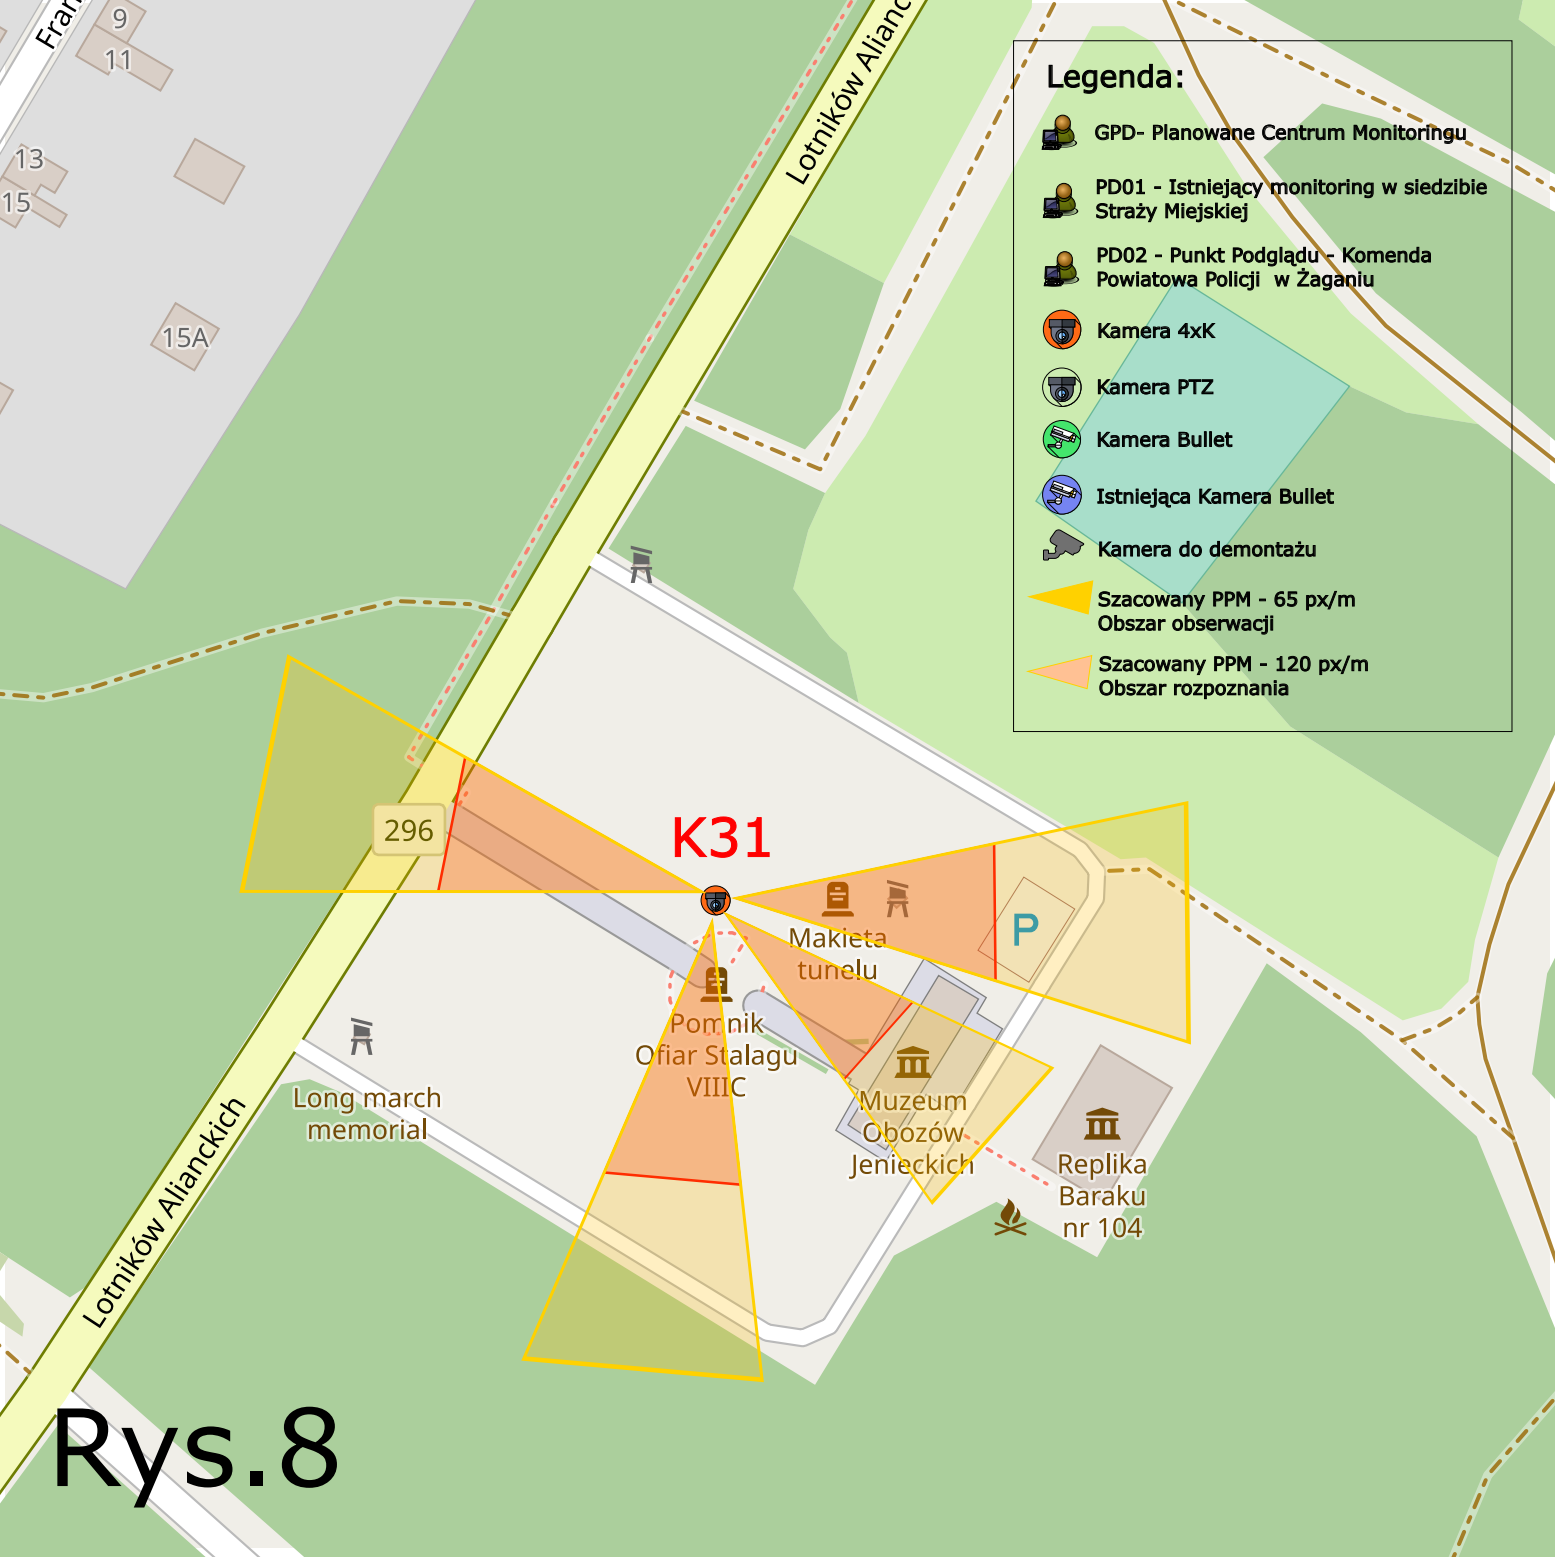 Fran
9
11
13
15
15A
Lotników Alianc
Legenda:
GPD- Planowane Centrum Monitoringu
PD01 - Istniejący monitoring w siedzibie
Straży Miejskiej
PD02 - Punkt Podglądu - Komenda
Powiatowa Policji w Żaganiu
Kamera 4xK
Kamera PTZ
Kamera Bullet
Istniejąca Kamera Bullet
Kamera do demontażu
Szacowany PPM - 65 px/m
Obszar obserwacji
Szacowany PPM - 120 px/m
Obszar rozpoznania
296
K31
P
Makieta
tunelu
Pomnik
Ofiar Stalagu
VIIIC
Muzeum
Obozów
Jenieckich
Long march
memorial
Replika
Baraku
nr 104
Lotników Alianckich
Rys.8